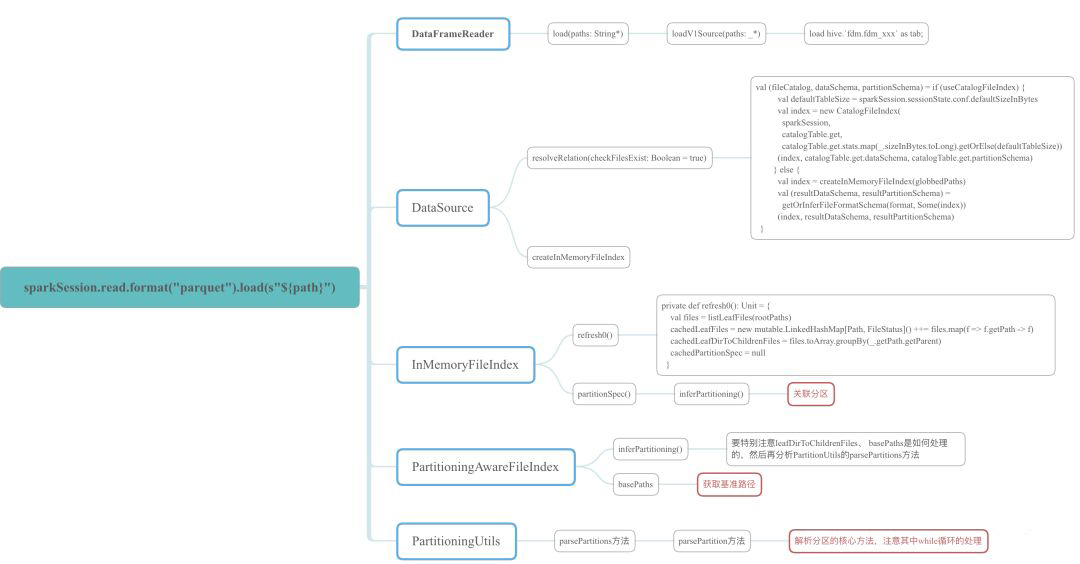 sparkSession.read.format("parquet").load(s"${path}")
DataFrameReader
load(paths: String*)
loadV1Source(paths: _*)
load hive.`fdm.fdm_xxx` as tab;
DataSource
resolveRelation(checkFilesExist: Boolean = true)
val (fileCatalog, dataSchema, partitionSchema) = if (useCatalogFileIndex) {
val defaultTableSize = sparkSession.sessionState.conf.defaultSizeInBytes
val index = new CatalogFileIndex(
sparkSession,
catalogTable.get,
catalogTable.get.stats.map(_.sizeInBytes.toLong).getOrElse(defaultTableSize))
(index, catalogTable.get.dataSchema, catalogTable.get.partitionSchema)
} else {
val index = createInMemoryFileIndex(globbedPaths)
val (resultDataSchema, resultPartitionSchema) =
getOrInferFileFormatSchema(format, Some(index))
(index, resultDataSchema, resultPartitionSchema)
}
createInMemoryFileIndex
InMemoryFileIndex
refresh0()
private def refresh0(): Unit = {
val files = listLeafFiles(rootPaths)
cachedLeafFiles = new mutable.LinkedHashMap[Path, FileStatus]() ++= files.map(f => f.getPath -> f)
cachedLeafDirToChildrenFiles = files.toArray.groupBy(_.getPath.getParent)
cachedPartitionSpec = null
}
partitionSpec()
inferPartitioning()
关联分区
PartitioningAwareFileIndex
inferPartitioning()
要特别注意leafDirToChildrenFiles、 basePaths是如何处理
的，然后再分析PartitionUtils的parsePartitions方法
basePaths
获取基准路径
PartitioningUtils
parsePartitions方法
parsePartition方法
解析分区的核心方法，注意其中while循环的处理